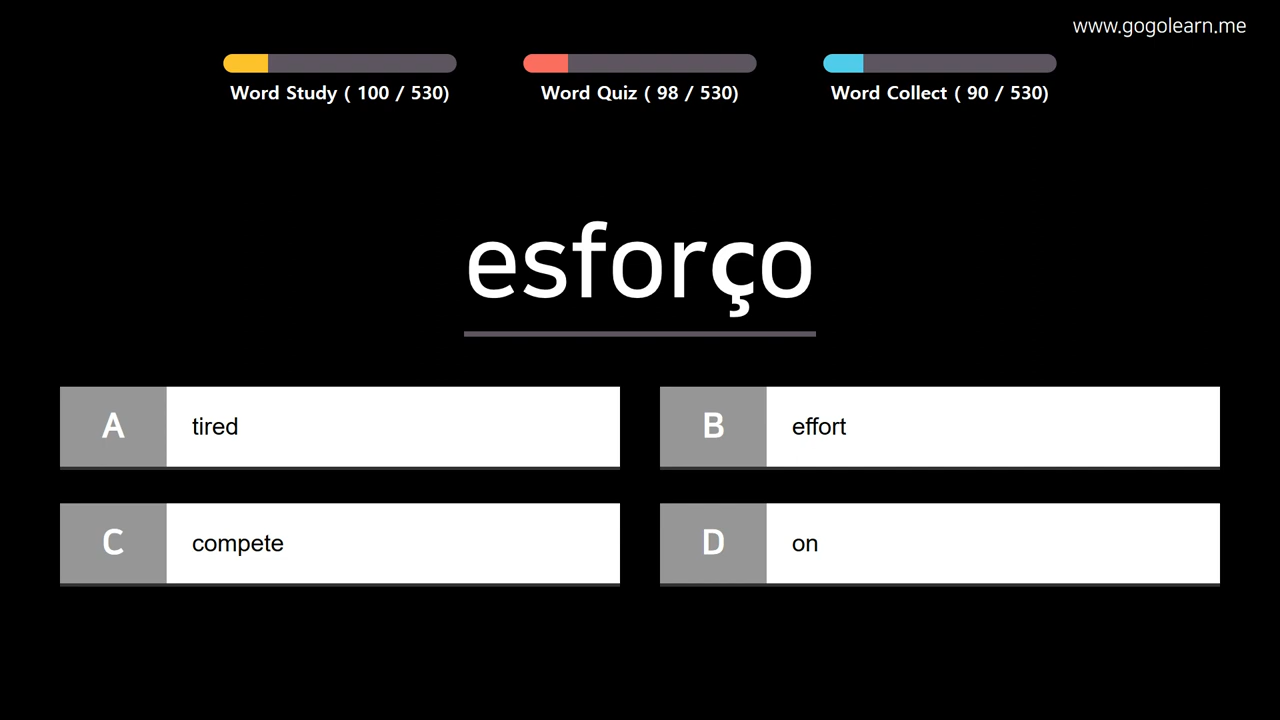 www.gogolearn.me
Word Study ( 100 / 530)
Word Quiz ( 98 / 530)
Word Collect ( 90 / 530)
esforço
A tired
B effort
C compete
D on